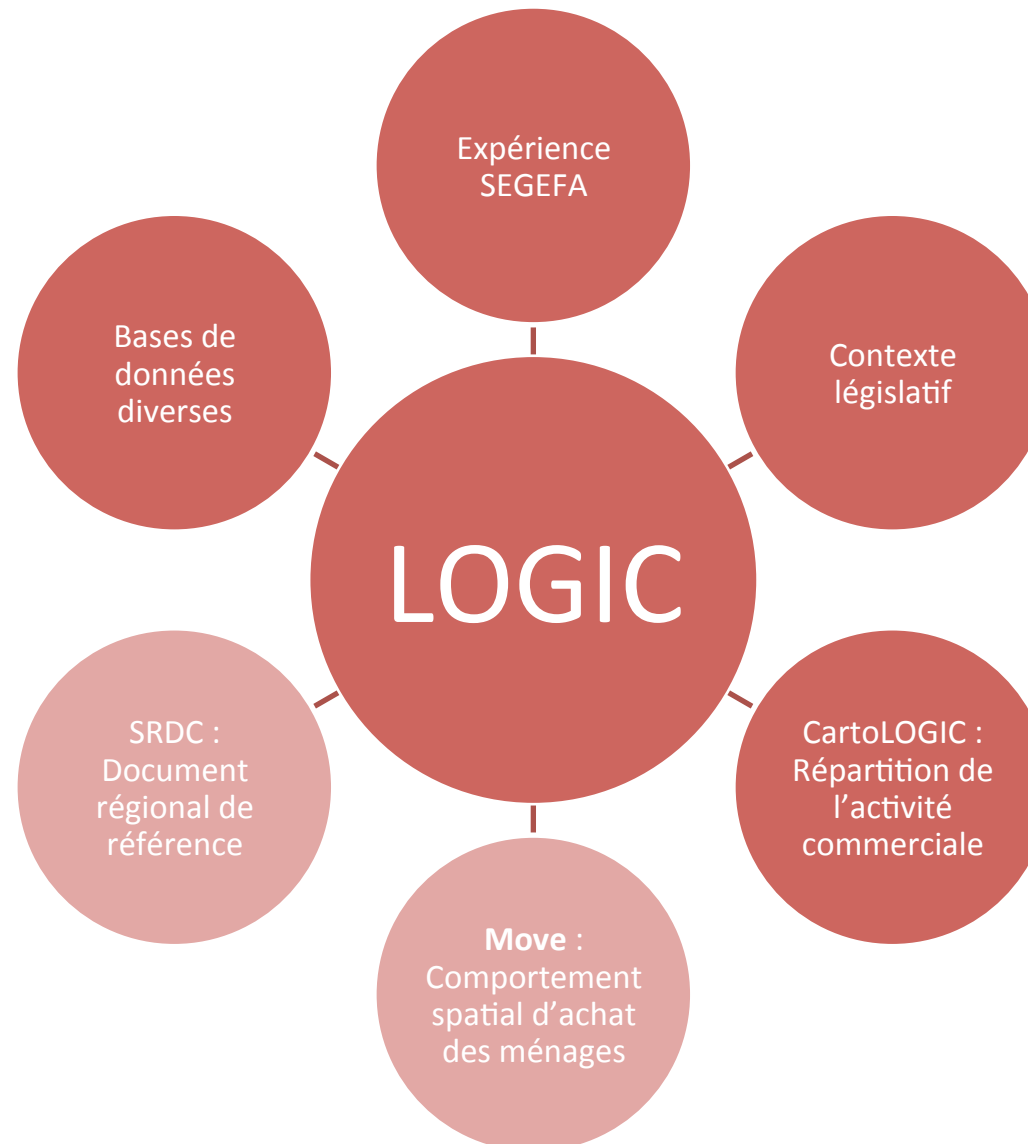 Expérience
SEGEFA
Contexte
législatif
CartoLOGIC :
Répartition de
l’activité
commerciale
Move :
Comportement
spatial d’achat
des ménages
SRDC :
Document
régional de
référence
Bases de
données
diverses
LOGIC